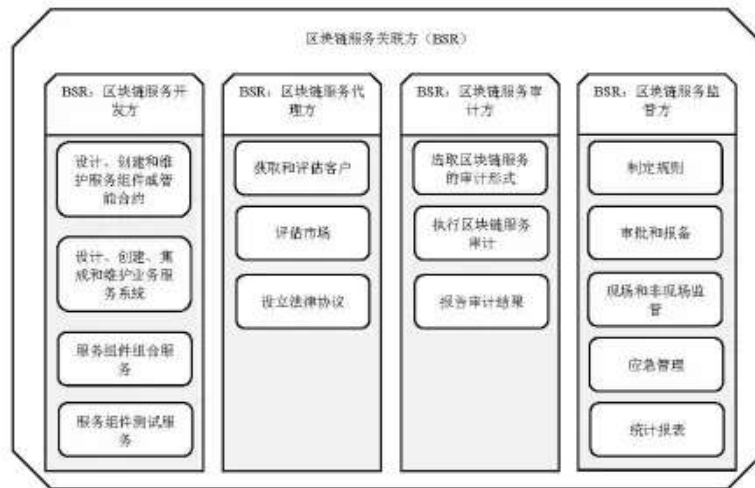 区块链服务关联方（BSR）
BSR：区块链服务开
发方
设计、创建和维
护服务组件或智
能合约
设计、创建、集
成和维护业务服
务系统
服务组件组合服
务
服务组件测试服
务
BSR：区块链服务代
理方
获取和评估客户
评估市场
设立法律协议
BSR：区块链服务审
计方
选取区块链服务
的审计形式
执行区块链服务
审计
报告审计结果
BSR：区块链服务监
管方
制定规则
审批和报备
现场和非现场监
管
应急管理
统计报表